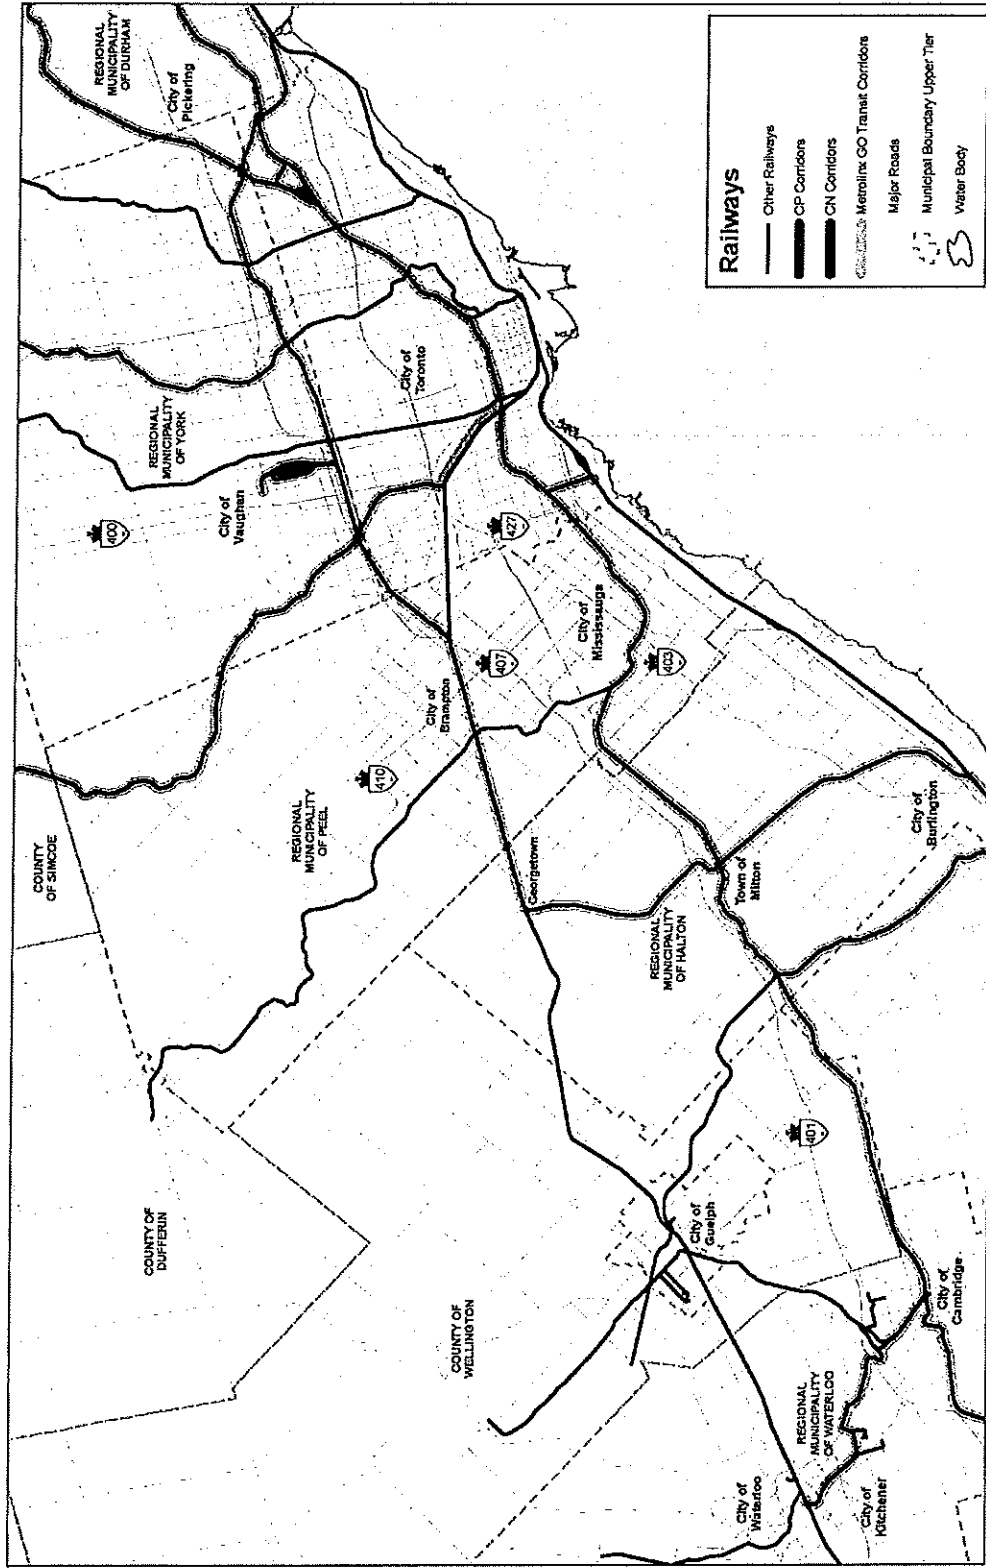 REGIONAL
MUNICIPALITY
OF DURHAM
City of
Pickering
REGIONAL
MUNICIPALITY
OF YORK
City of
Toronto
City of
Vaughan
400
427
COUNTY
OF SIMCOE
407
City of
Mississauga
403
City of
Brampton
410
REGIONAL
MUNICIPALITY
OF PEEL
Georgetown
City of
Burlington
Town of
Milton
REGIONAL
MUNICIPALITY
OF HALTON
401
COUNTY OF
DUFFERIN
City of
Guelph
COUNTY OF
WELLINGTON
City of
Cambridge
REGIONAL
MUNICIPALITY
OF WATERLOO
City of
Waterloo
City of
Kitchener
Railways
Other Railways
CP Corridors
CN Corridors
Metrolinx GO Transit Corridors
Major Roads
Municipal Boundary Upper Tier
Water Body